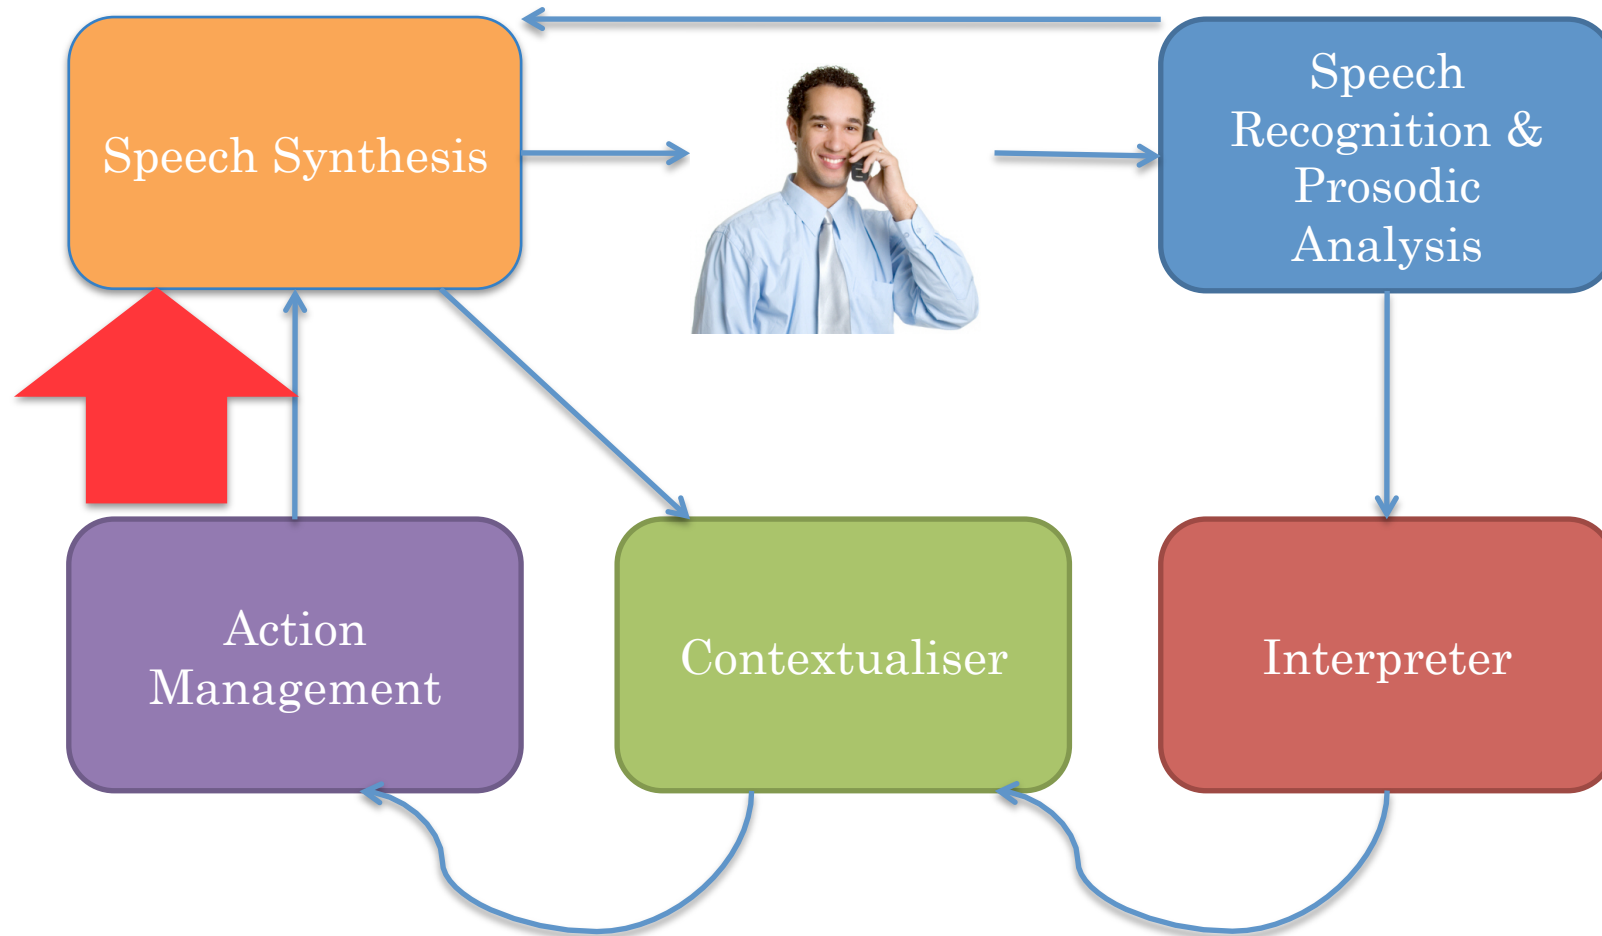 Speech Synthesis
Speech
Recognition &
Prosodic
Analysis
Action
Management
Contextualiser
Interpreter